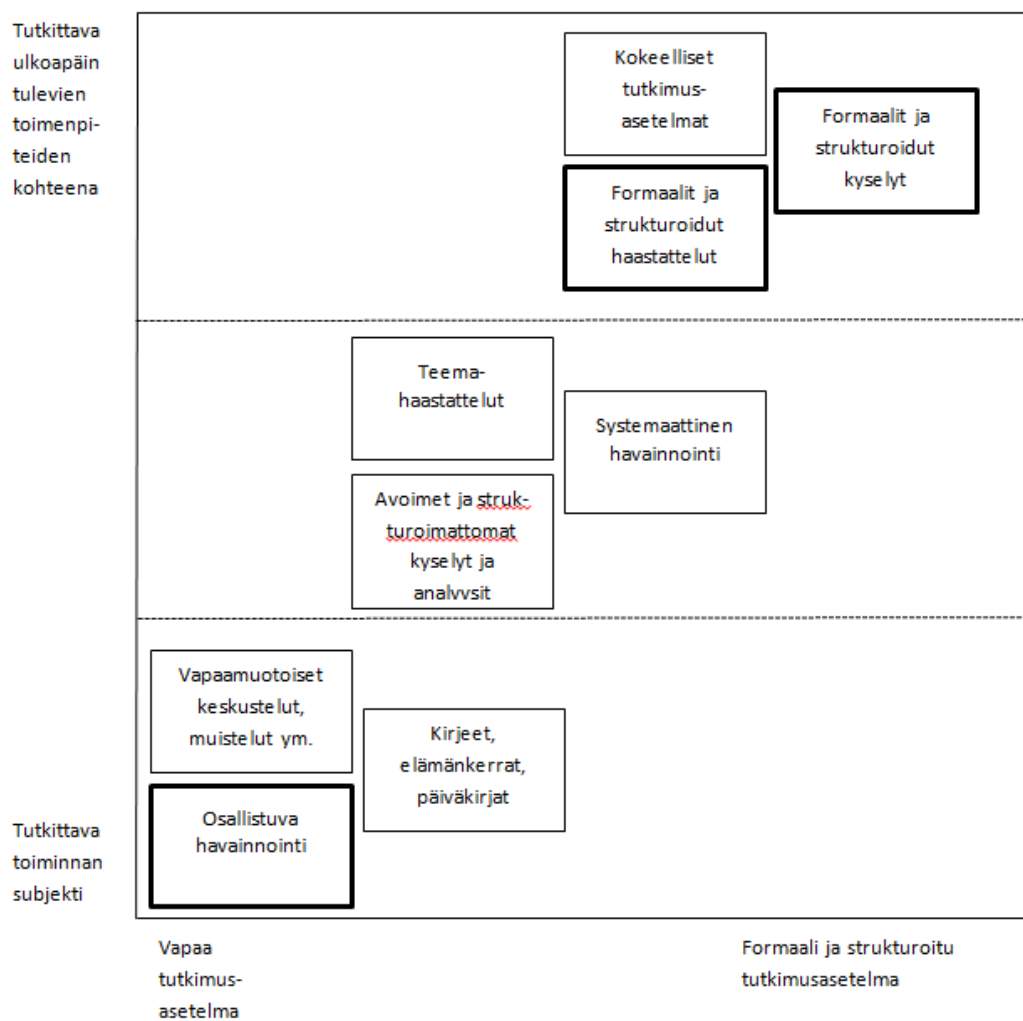 Tutkittava
ulkoapäin
tulevien
toimenpi-
teiden
kohteena
Kokeelliset
tutkimus-
asetelmat
Formaalit ja
strukturoidut
kyselyt
Formaalit ja
strukturoidut
haastattelut
Teema-
haastattelut
Systemaattinen
havainnointi
Avoimet ja struk-
turoimattomat
kyselyt ja
analyysit
Vapaamuotoiset
keskustelut,
muistelut ym.
Kirjeet,
elämänkerrat,
päiväkirjat
Osallistuva
havainnointi
Tutkittava
toiminnan
subjekti
Vapaa
tutkimus-
asetelma
Formaali ja strukturoitu
tutkimusasetelma